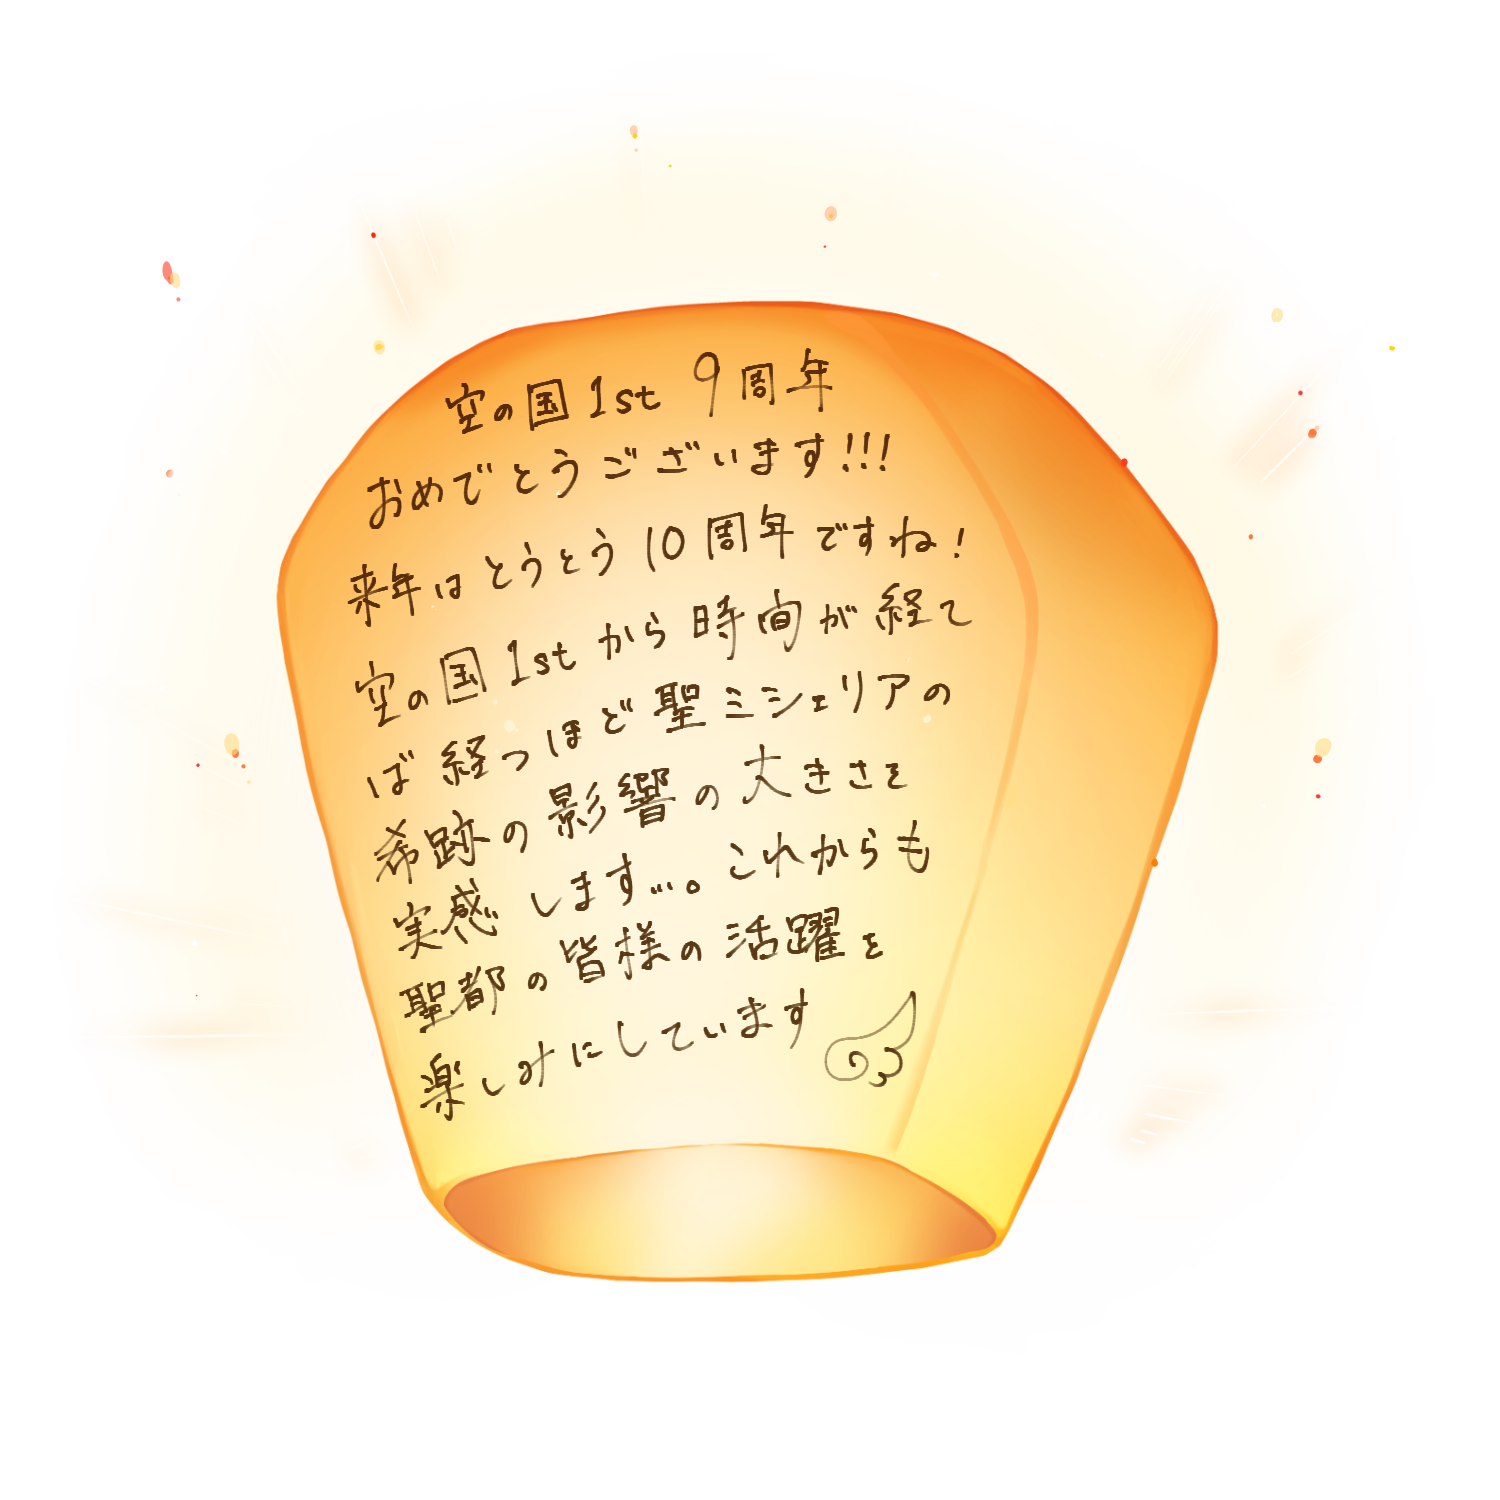 空の国1st 9周年
おめでとうございます!!!
来年はとうとう10周年ですね!
空の国1stから時間が経て
ば経つほど聖ミシェリアの
希跡の影響の大きさを
実感します…。これからも
聖都の皆様の活躍を
楽しみにしています